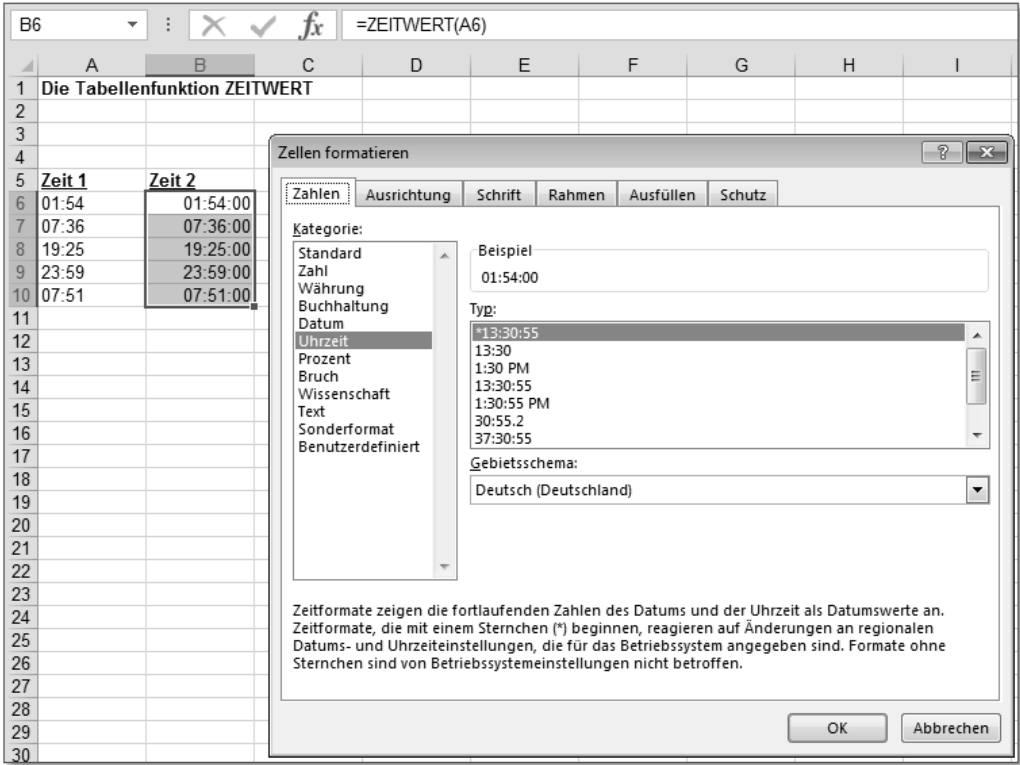 B6 fx =ZEITWERT(A6)
A B C D E F G H I
1 Die Tabellenfunktion ZEITWERT
2
3
4
5 Zeit 1 Zeit 2
6 01:54 01:54:00
7 07:36 07:36:00
8 19:25 19:25:00
9 23:59 23:59:00
10 07:51 07:51:00
11
12
13
14
15
16
17
18
19
20
21
22
23
24
25
26
27
28
29
30
Zellen formatieren ?
Zahlen Ausrichtung Schrift Rahmen Ausfüllen Schutz
Kategorie:
Standard
Zahl
Währung
Buchhaltung
Datum
Uhrzeit
Prozent
Bruch
Wissenschaft
Text
Sonderformat
Benutzerdefiniert
Beispiel
01:54:00
Typ:
*13:30:55
13:30
1:30 PM
13:30:55
1:30:55 PM
30:55.2
37:30:55
Gebietsschema:
Deutsch (Deutschland)
Zeitformate zeigen die fortlaufenden Zahlen des Datums und der Uhrzeit als Datumswerte an.
Zeitformate, die mit einem Sternchen (*) beginnen, reagieren auf Änderungen an regionalen
Datums- und Uhrzeiteinstellungen, die für das Betriebssystem angegeben sind. Formate ohne
Sternchen sind von Betriebssystemeinstellungen nicht betroffen.
OK Abbrechen